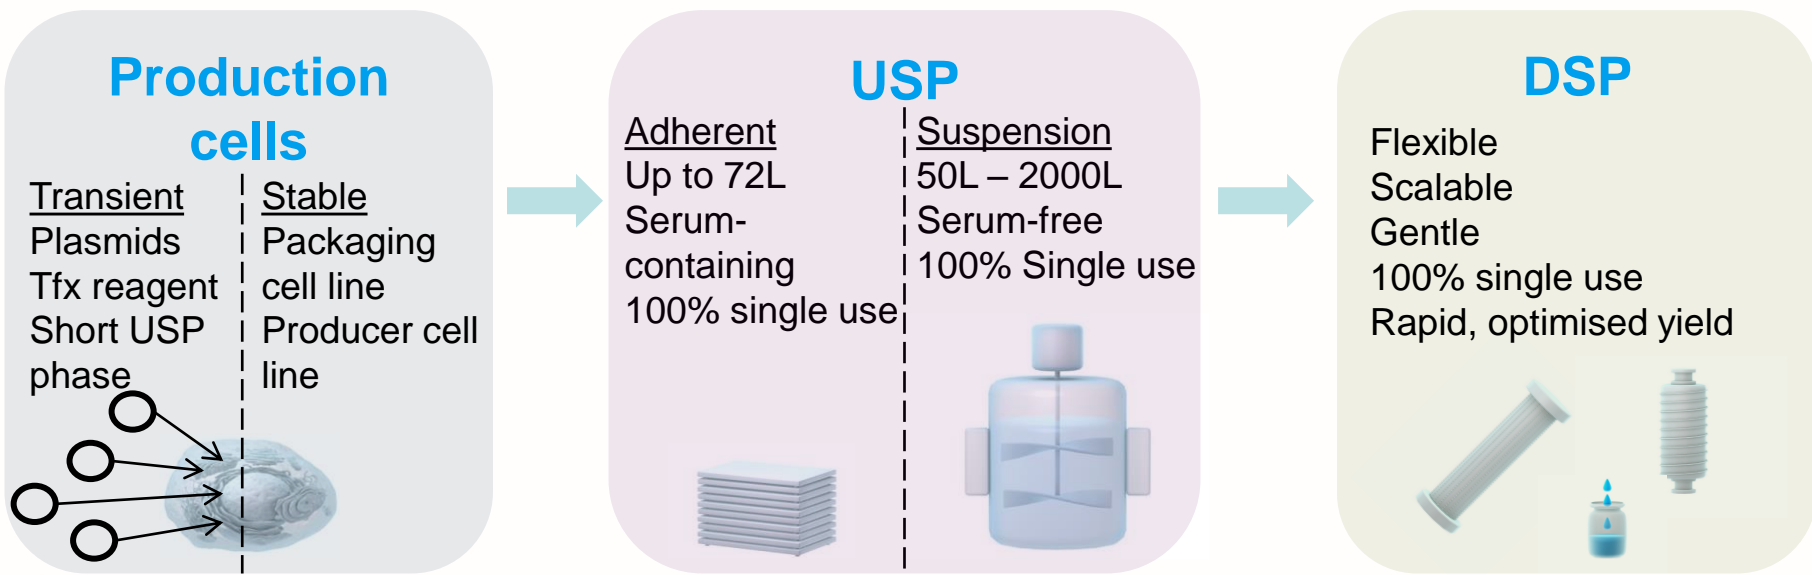 Production
cells
Transient
Plasmids
Tfx reagent
Short USP
phase
Stable
Packaging
cell line
Producer cell
line
USP
Adherent
Up to 72L
Serum-
containing
100% single use
Suspension
50L – 2000L
Serum-free
100% Single use
DSP
Flexible
Scalable
Gentle
100% single use
Rapid, optimised yield